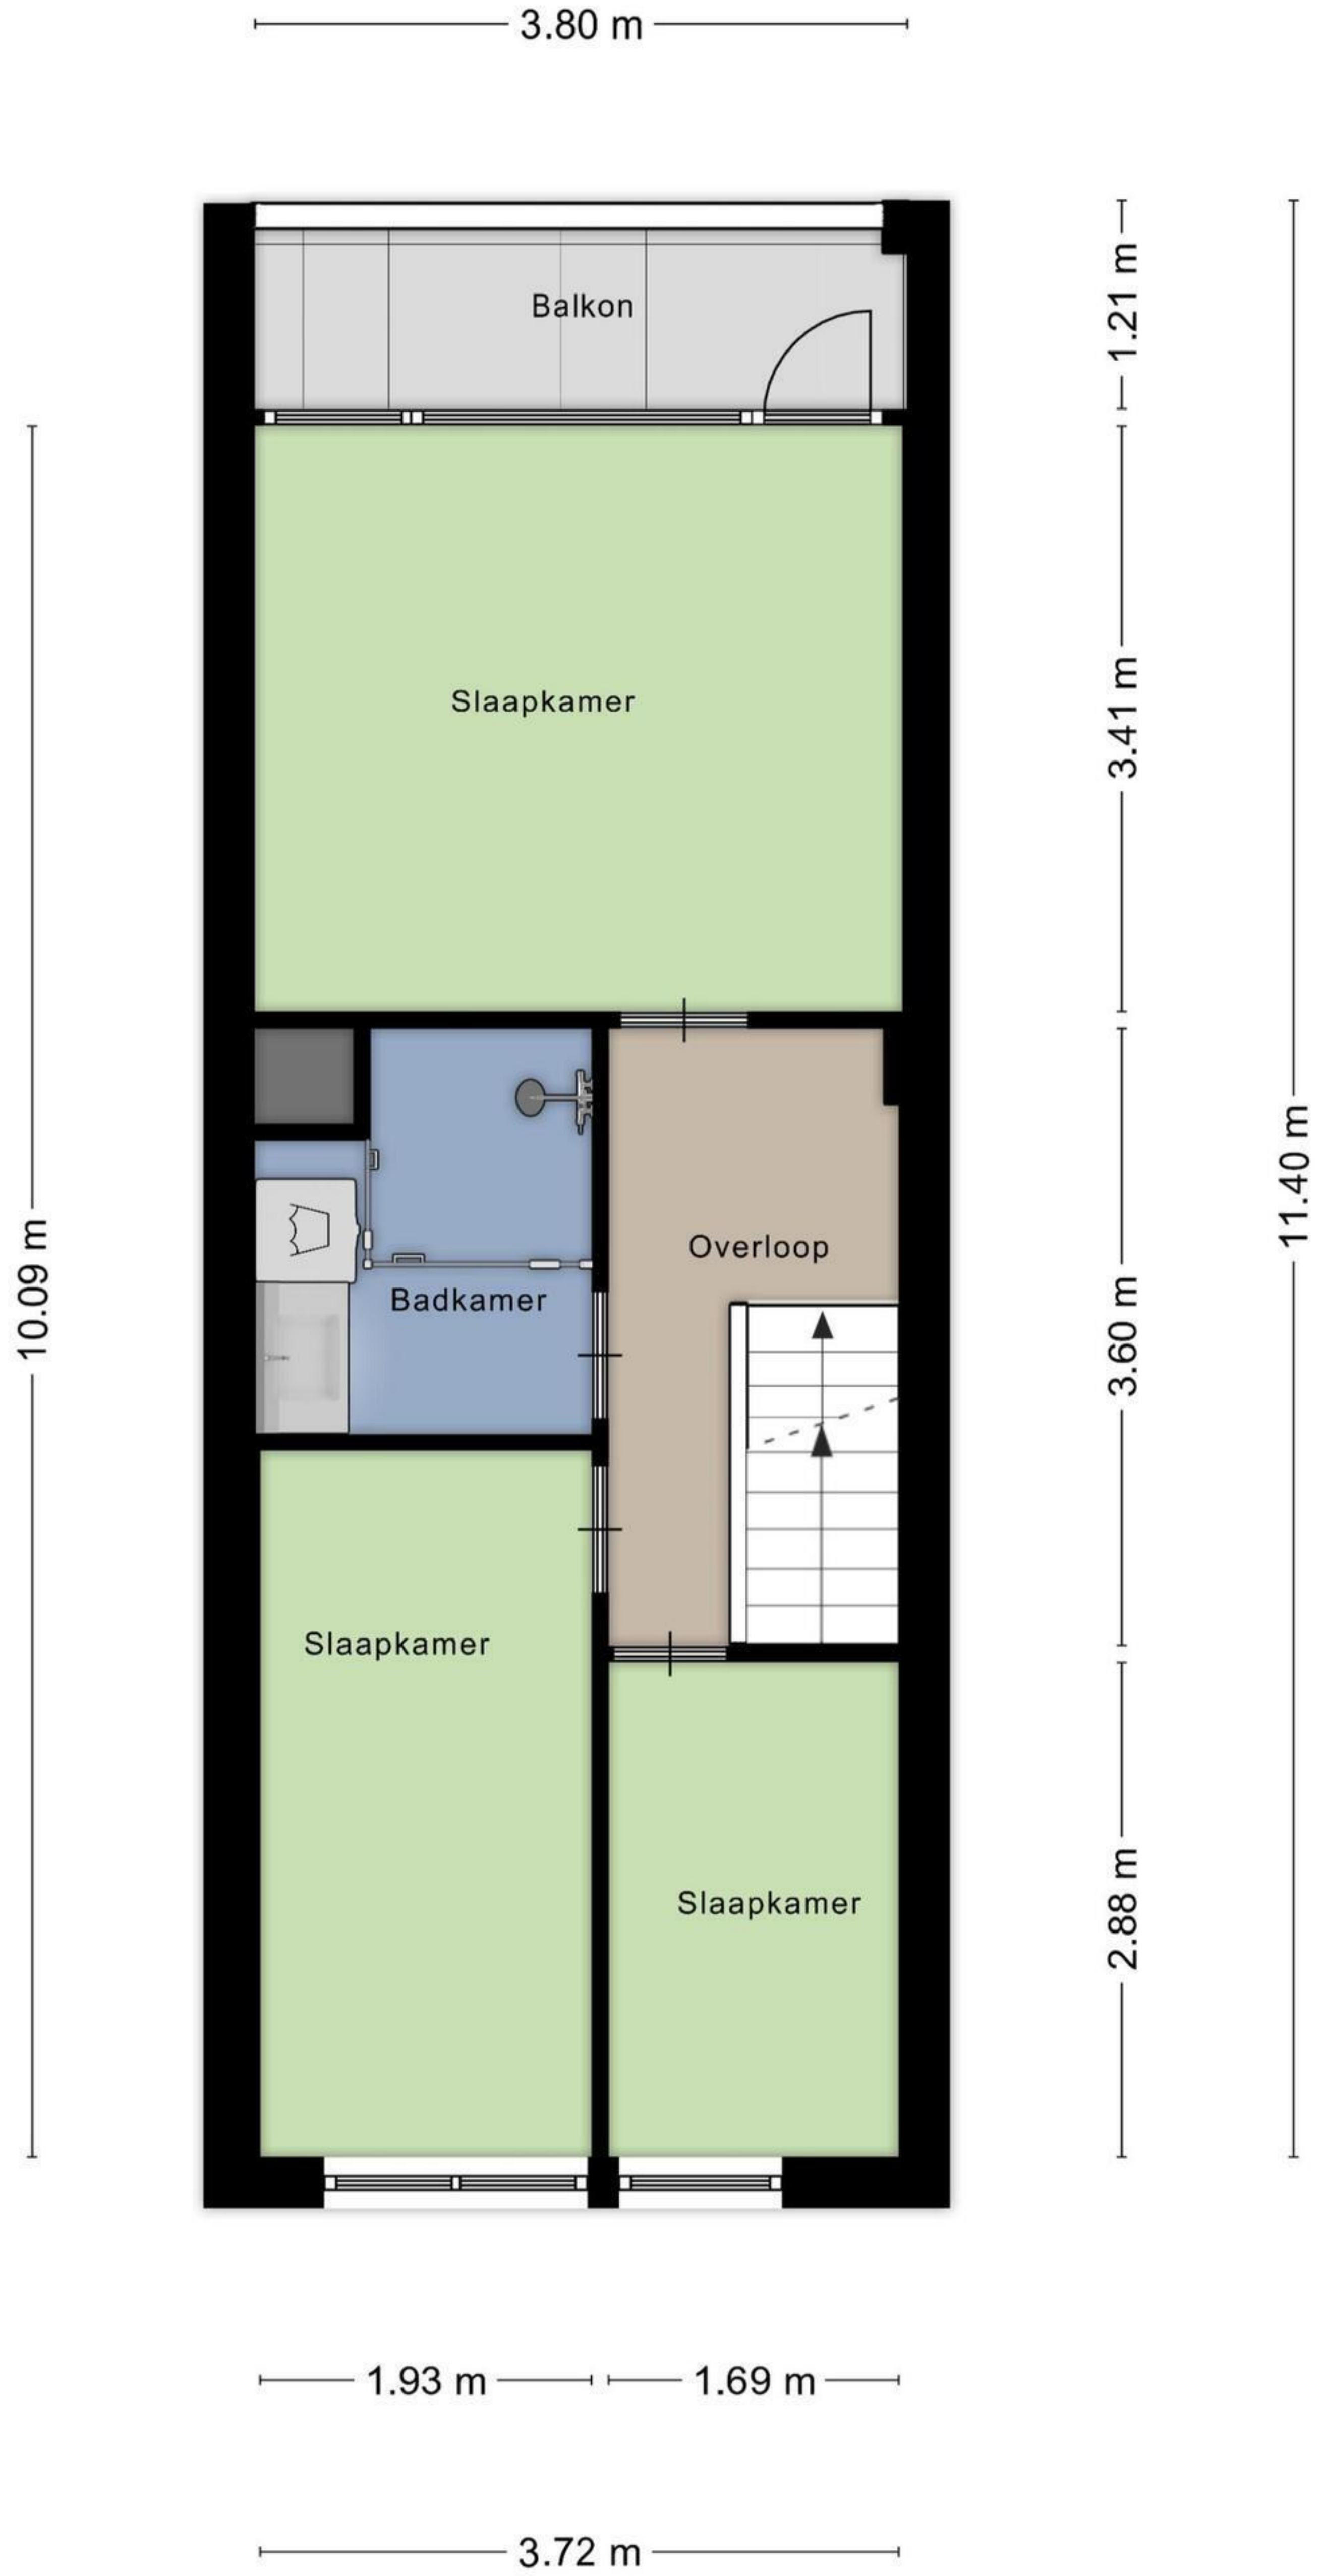 3.80 m
Balkon
1.21 m
Slaapkamer
3.41 m
11.40 m
10.09 m
Overloop
Badkamer
3.60 m
Slaapkamer
Slaapkamer
2.88 m
1.93 m
1.69 m
3.72 m